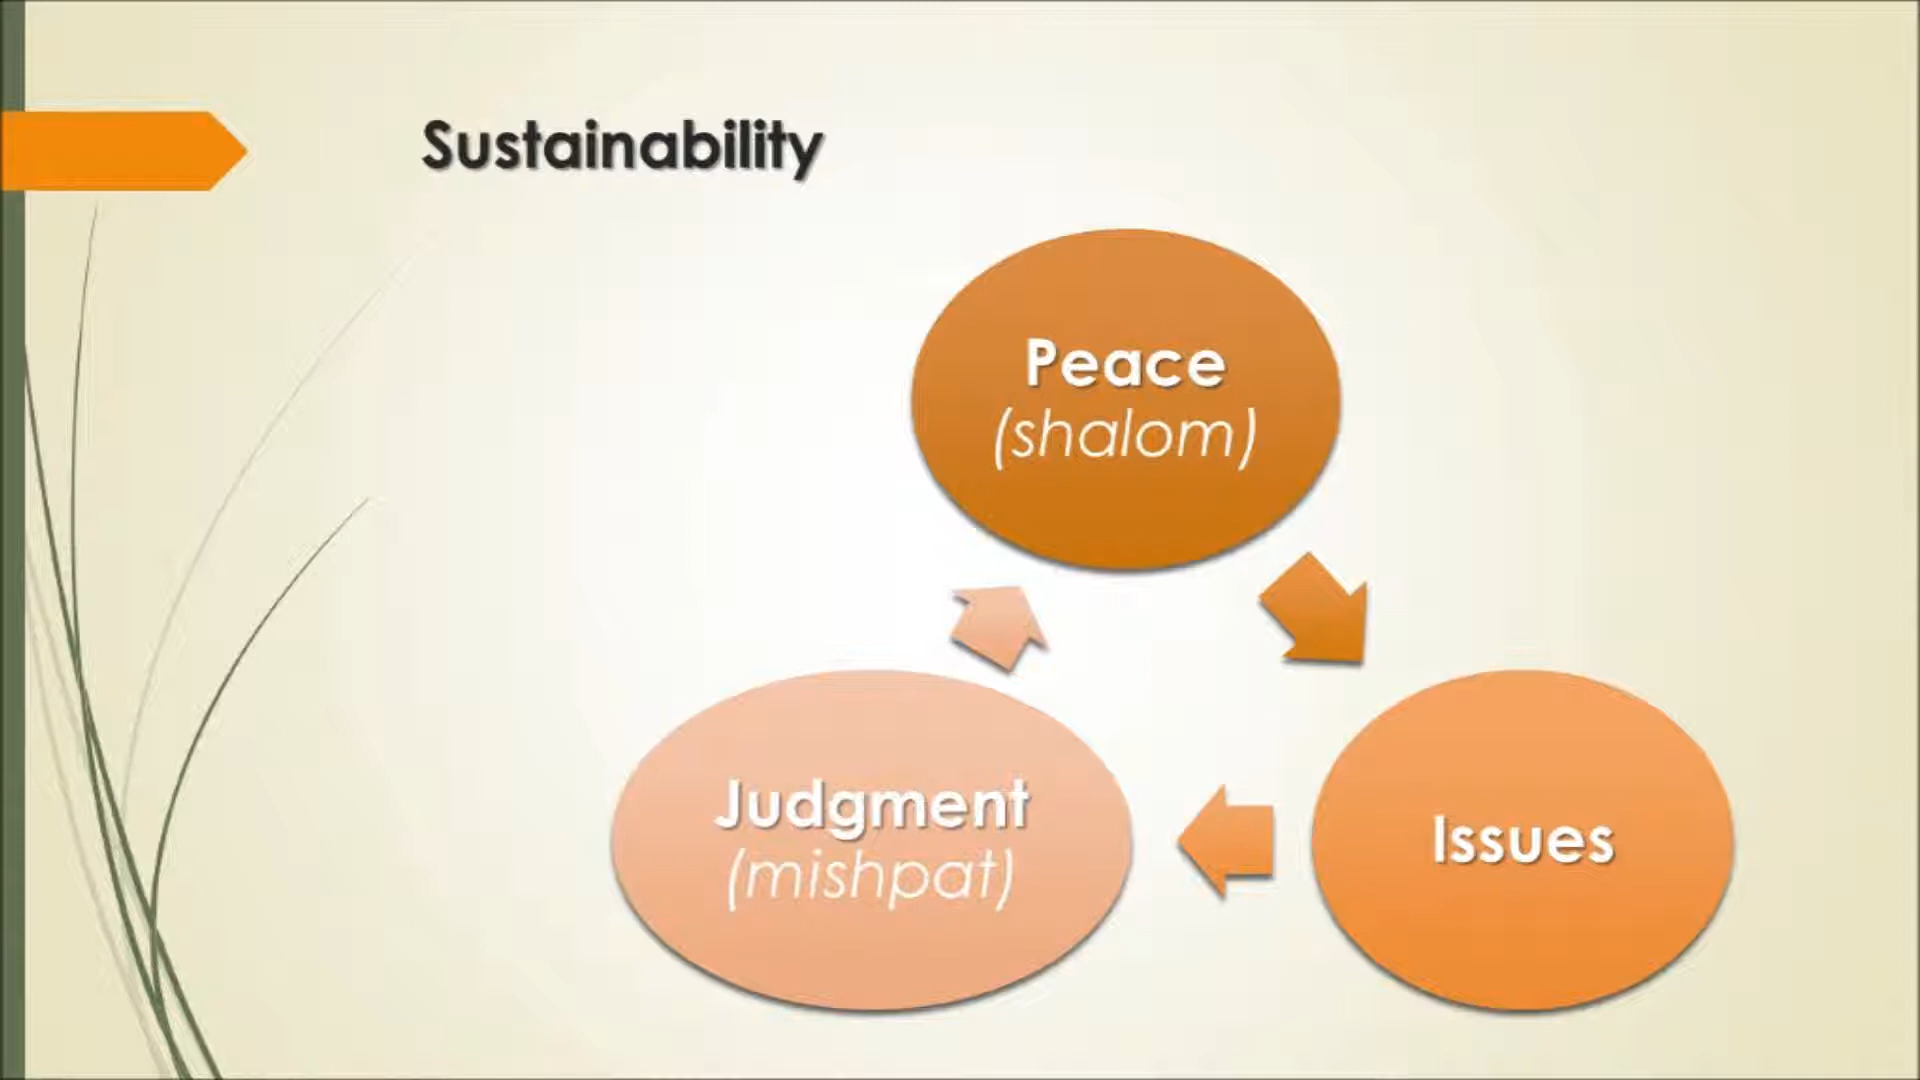 Sustainability
Peace
(shalom)
Issues
Judgment
(mishpat)